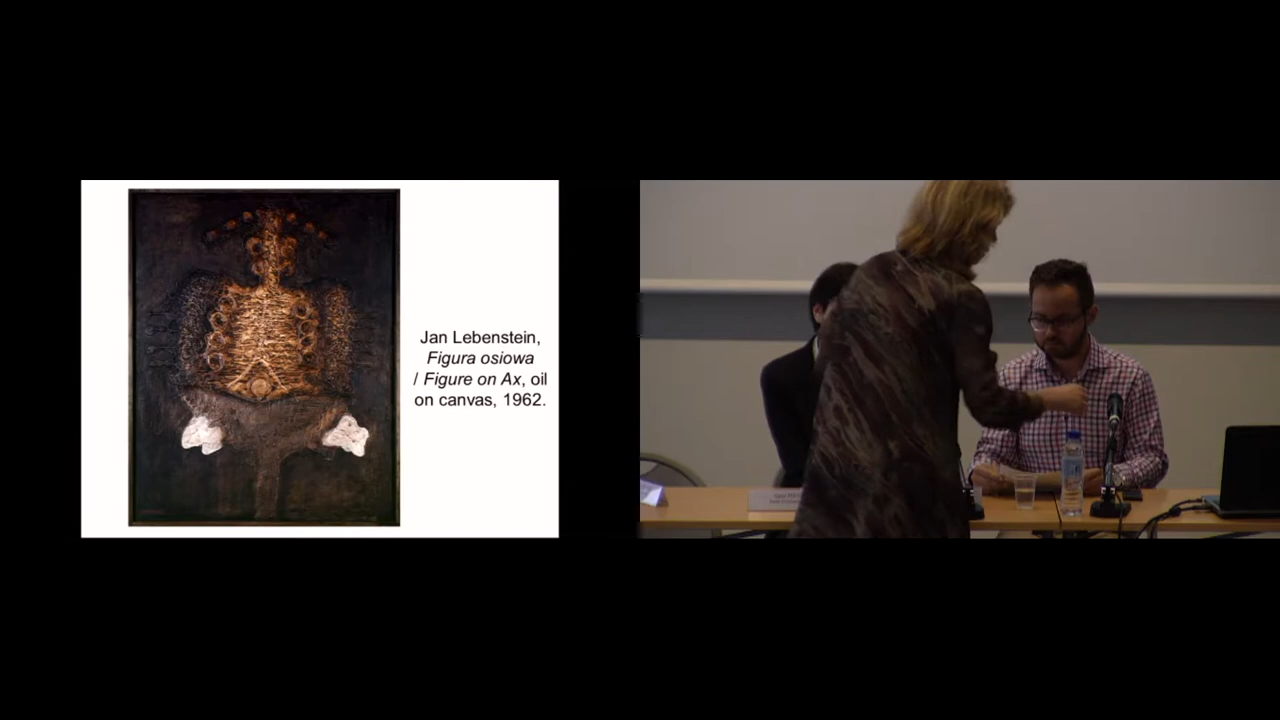 Jan Lebenstein,
Figura osiowa
/ Figure on Ax, oil
on canvas, 1962.